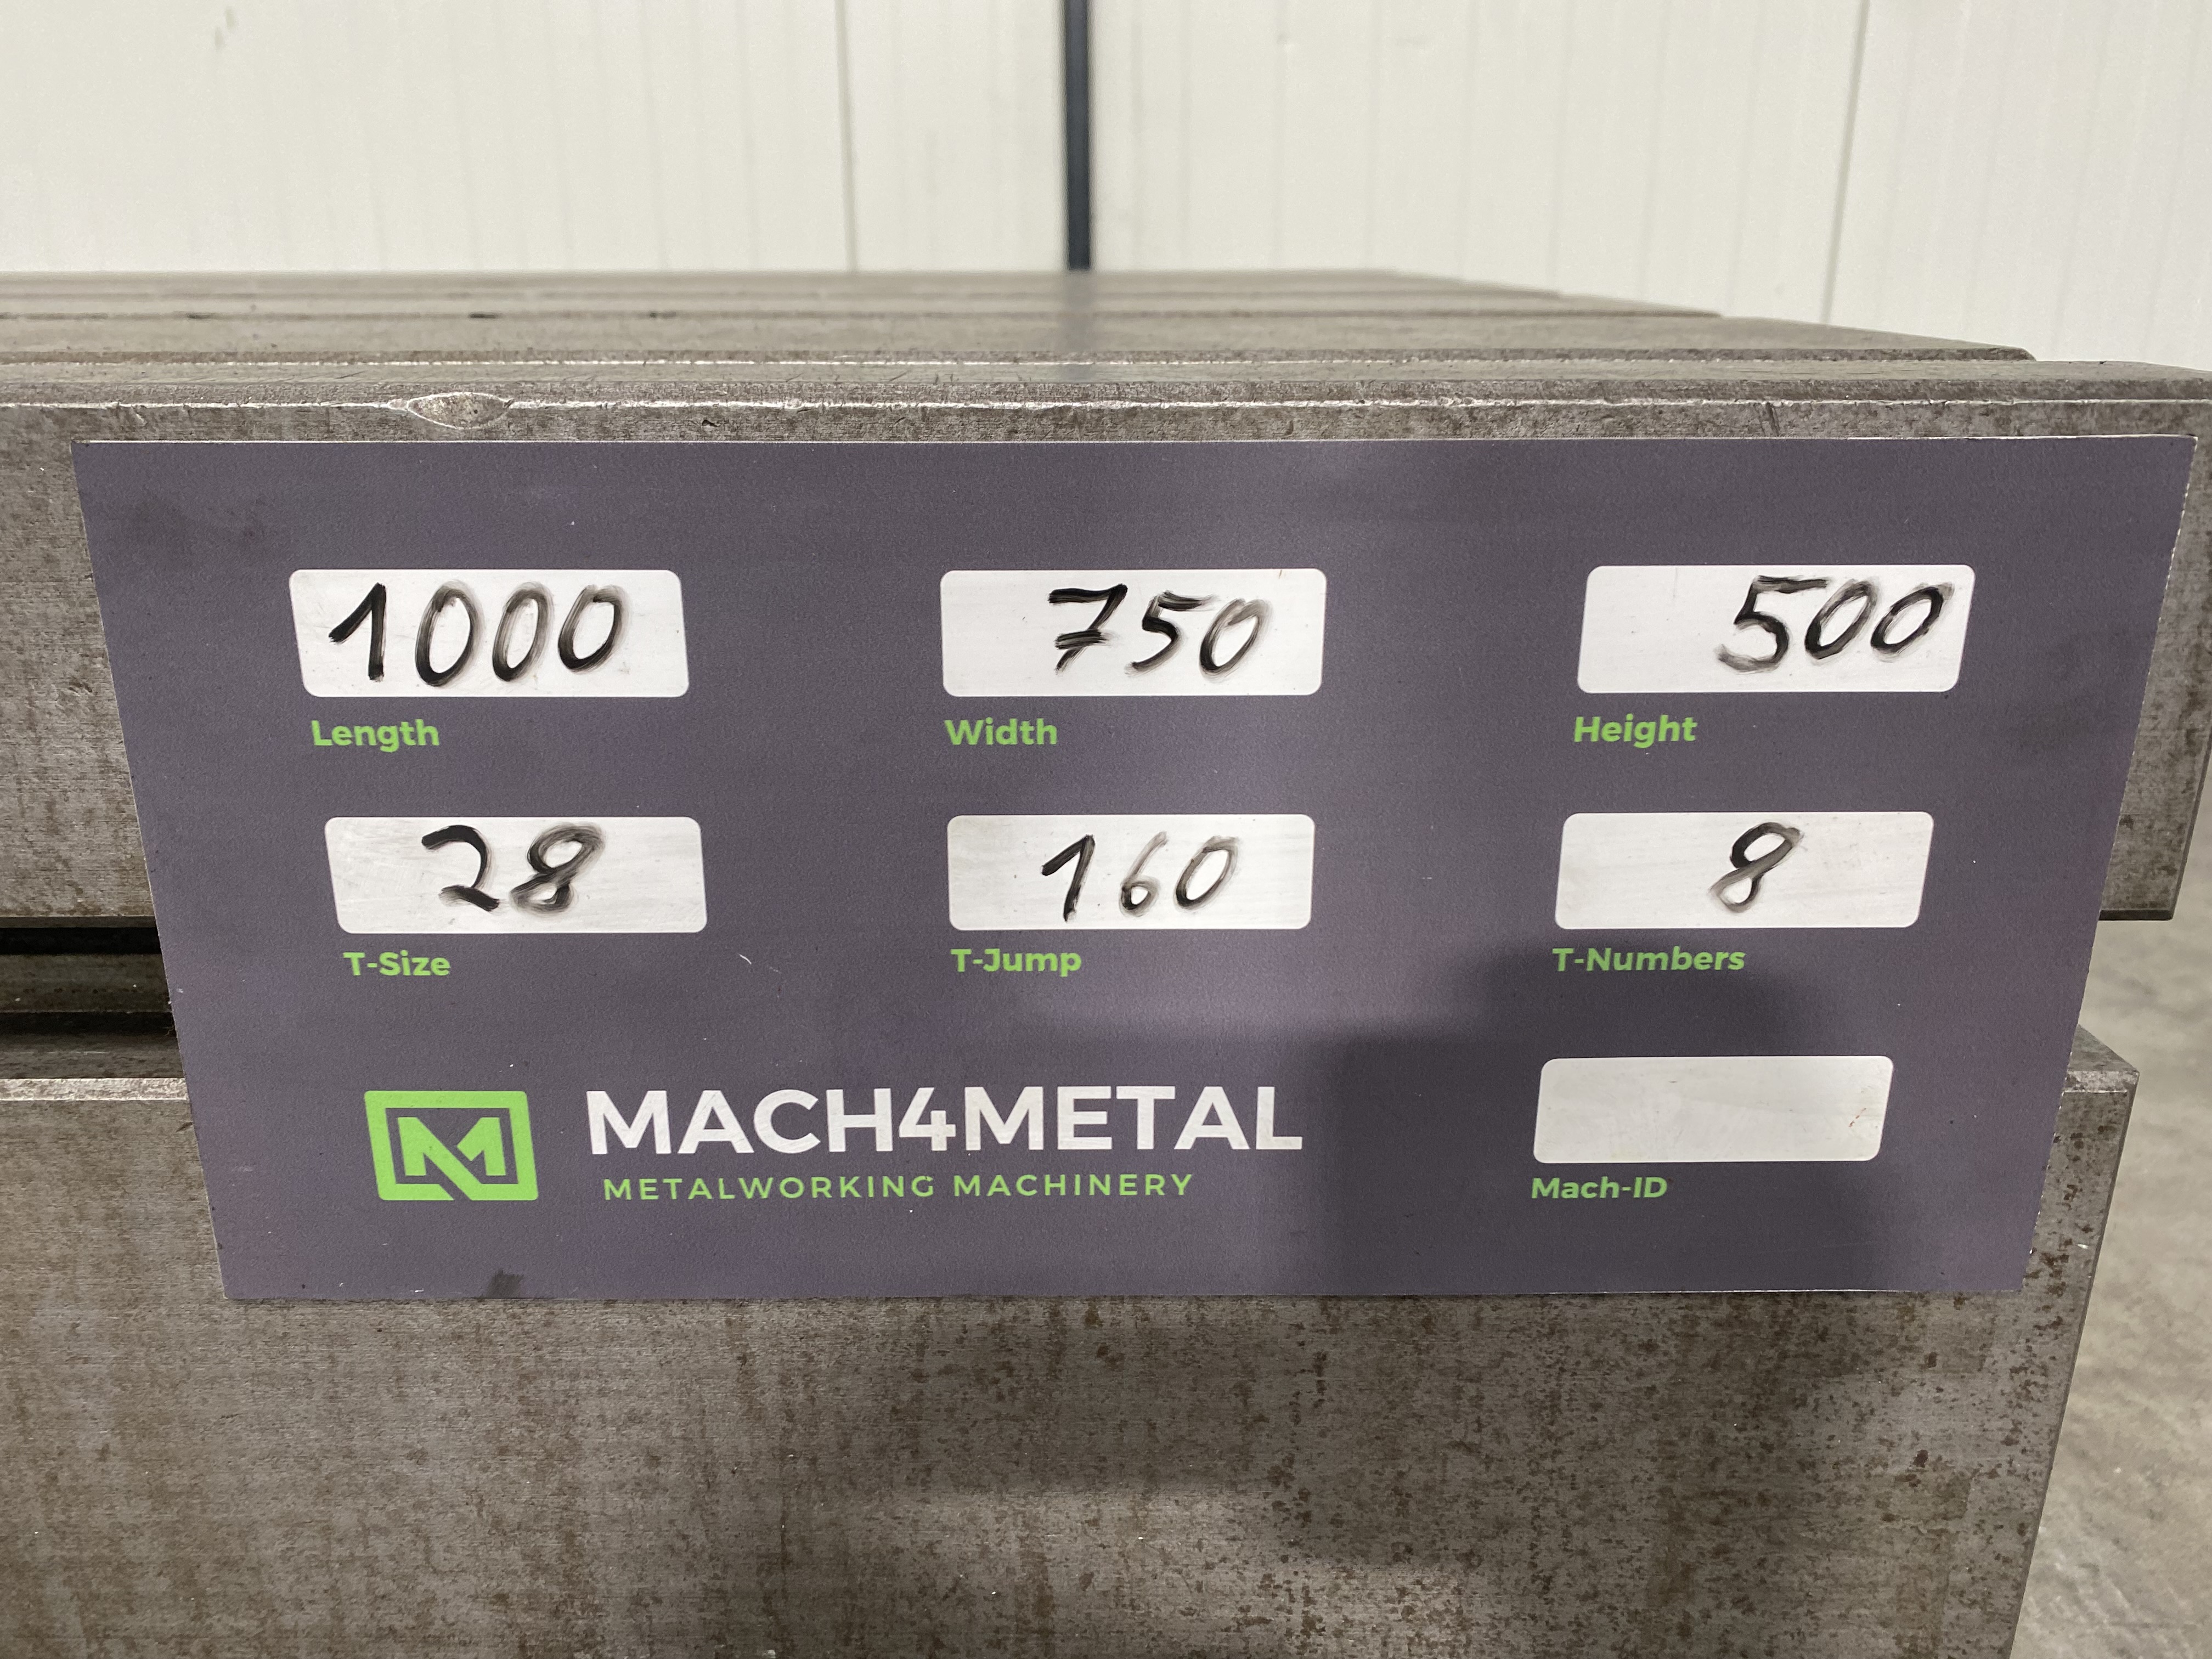 1000 750 500
Length Width Height
28 160 8
T-Size T-Jump T-Numbers
MACH4METAL
METALWORKING MACHINERY
Mach-ID